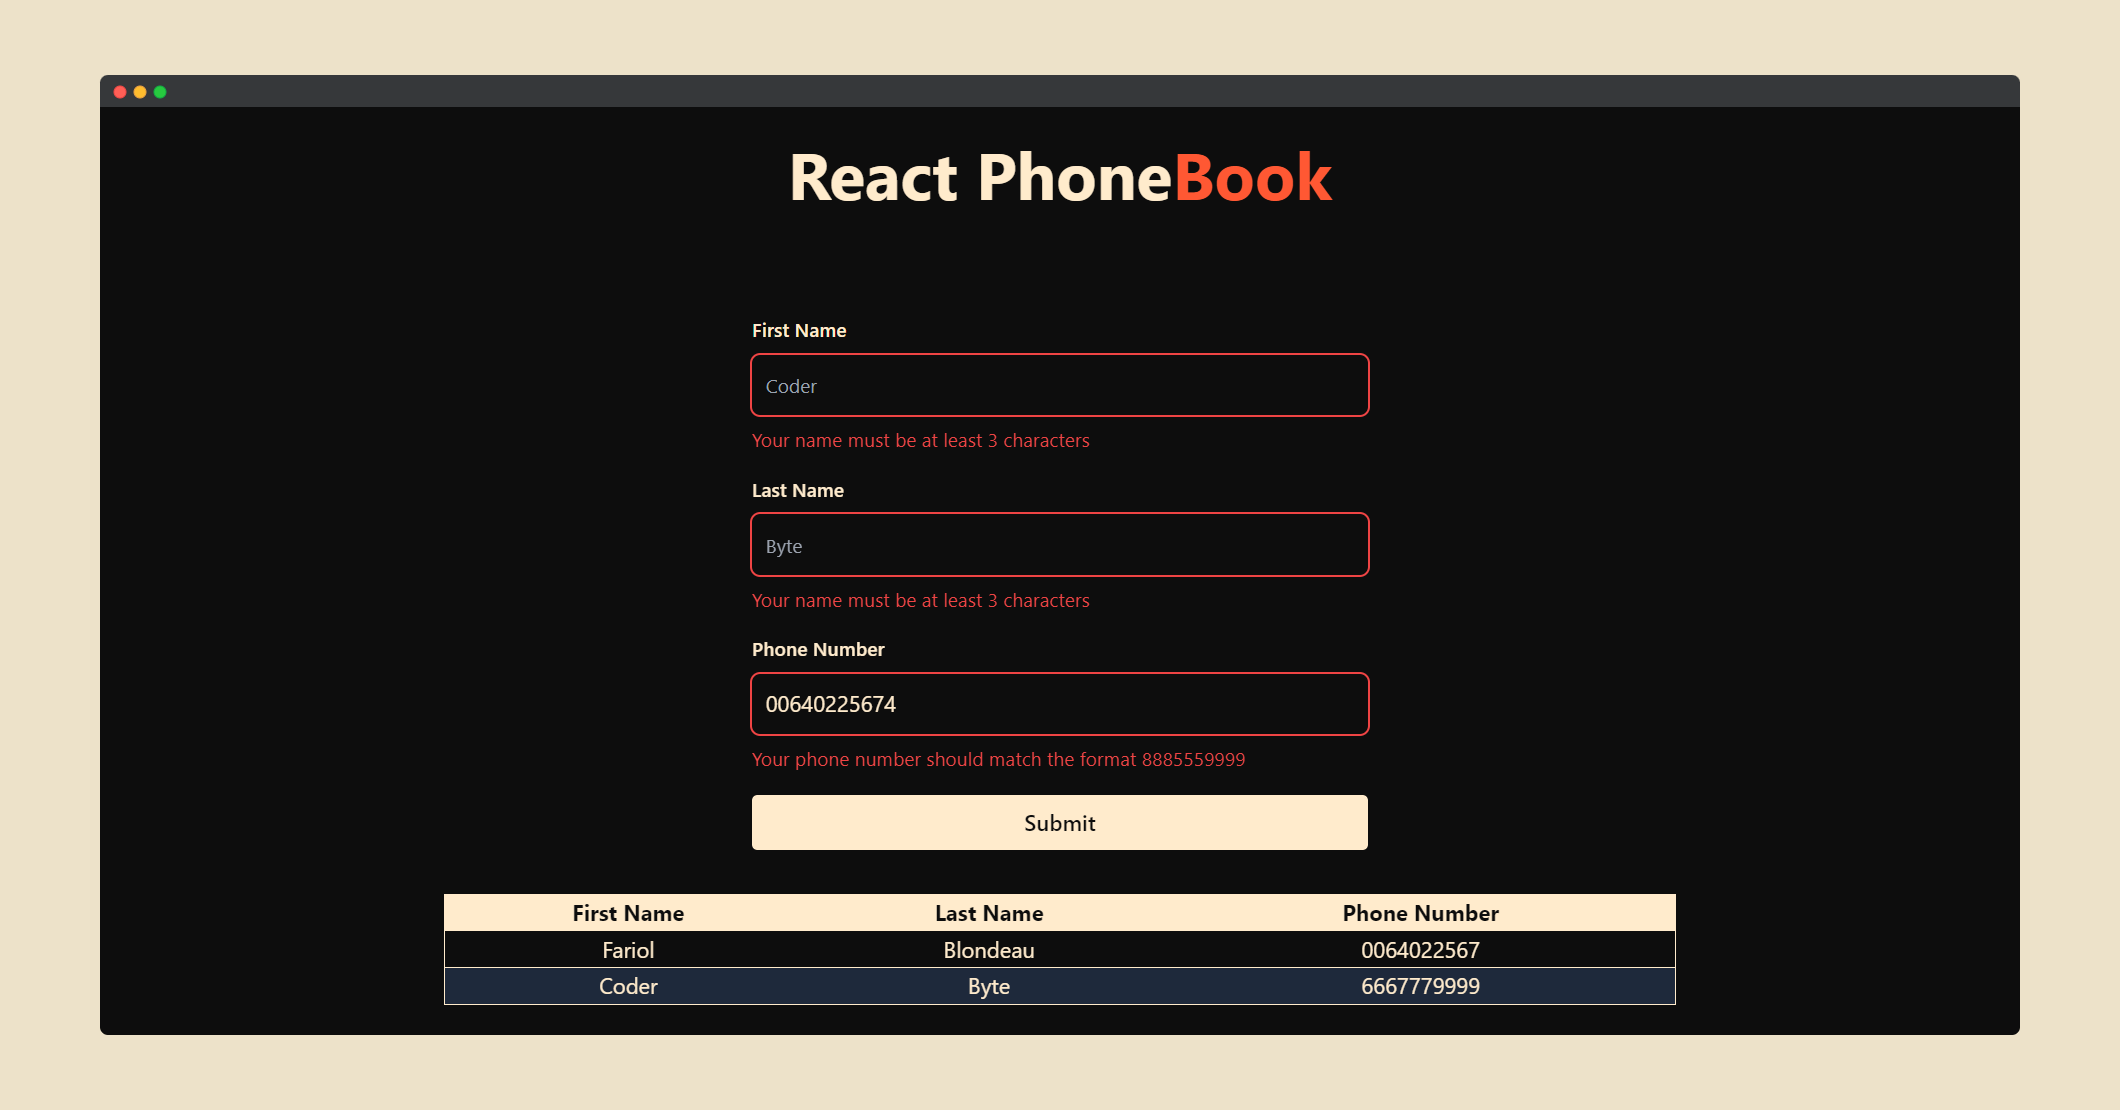 React PhoneBook
First Name
Coder
Your name must be at least 3 characters
Last Name
Byte
Your name must be at least 3 characters
Phone Number
00640225674
Your phone number should match the format 8885559999
Submit
First Name Last Name Phone Number
Fariol Blondeau 0064022567
Coder Byte 6667779999